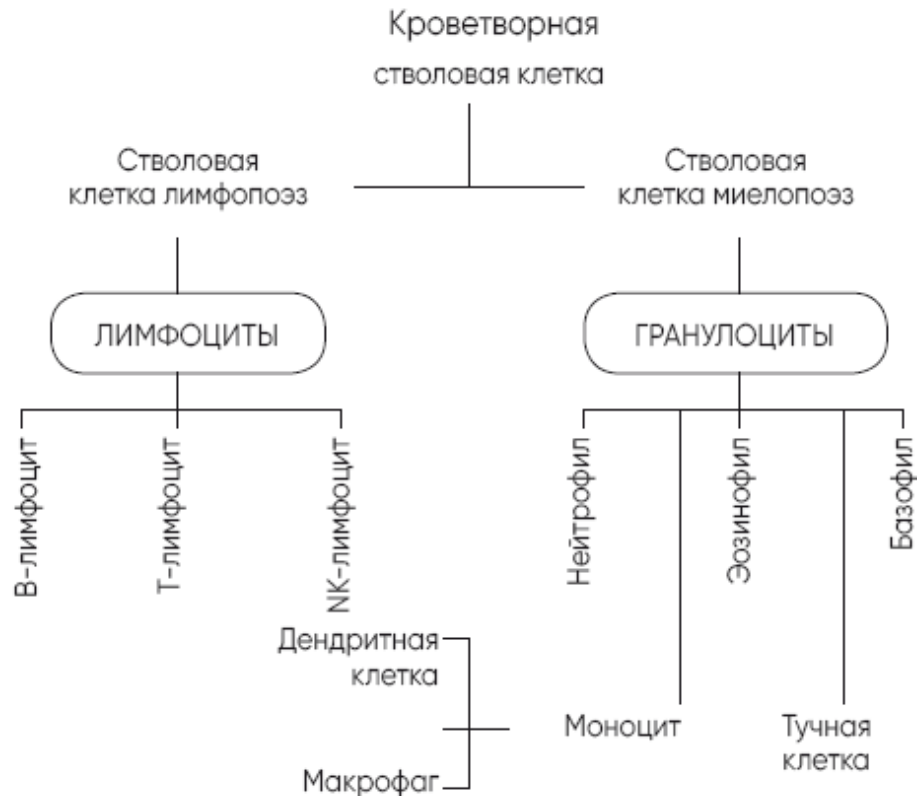 Кроветворная
стволовая клетка
Стволовая
клетка лимфопоэз
Стволовая
клетка миелопоэз
ЛИМФОЦИТЫ
ГРАНУЛОЦИТЫ
В-лимфоцит
Т-лимфоцит
NK-лимфоцит
Нейтрофил
Эозинофил
Базофил
Дендритная
клетка
Моноцит
Тучная
клетка
Макрофаг